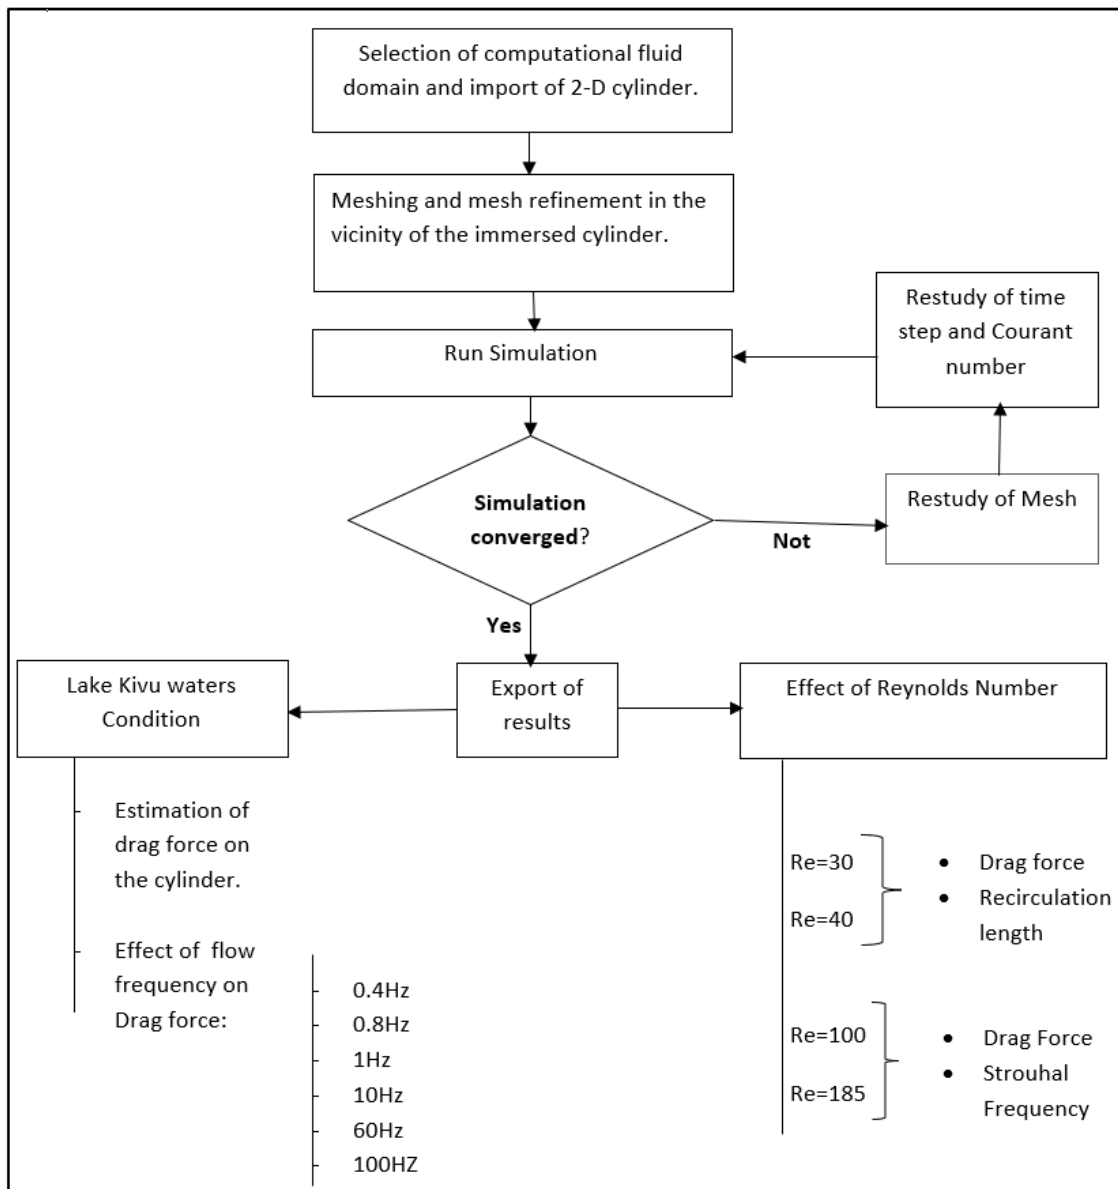 Selection of computational fluid
domain and import of 2-D cylinder.
Meshing and mesh refinement in the
vicinity of the immersed cylinder.
Run Simulation
Restudy of time
step and Courant
number
Simulation
converged?
Not
Restudy of Mesh
Yes
Lake Kivu waters
Condition
Export of
results
Effect of Reynolds Number
Estimation of
drag force on
the cylinder.
Effect of flow
frequency on
Drag force:
0.4Hz
0.8Hz
1Hz
10Hz
60Hz
100HZ
Re=30
Re=40
• Drag force
• Recirculation
length
Re=100
Re=185
• Drag Force
• Strouhal
Frequency